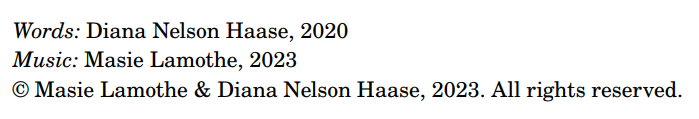 Words: Diana Nelson Haase, 2020
Music: Masie Lamothe, 2023
© Masie Lamothe & Diana Nelson Haase, 2023. All rights reserved.